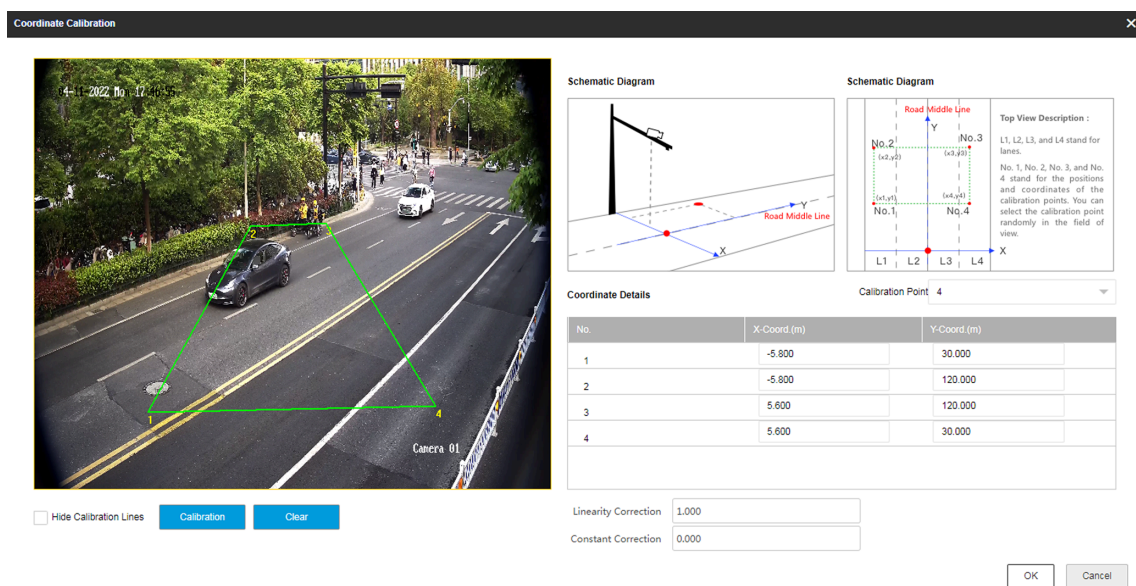 Coordinate Calibration
04-11-2022 Mon 17:46:55
2
3
1
4
Camera 01
Hide Calibration Lines
Calibration
Clear
Schematic Diagram
Y
Road Middle Line
X
Schematic Diagram
Road Middle Line
Y
No.2
No.3
(x2,y2)
(x3,y3)
(x1,y1)
(x4,y4)
No.1
No.4
X
L1
L2
L3
L4
Top View Description :
L1, L2, L3, and L4 stand for
lanes.
No. 1, No. 2, No. 3, and No.
4 stand for the positions
and coordinates of the
calibration points. You can
select the calibration point
randomly in the field of
view.
Coordinate Details
Calibration Point
4
No. X-Coord.(m) Y-Coord.(m)
1 -5.800 30.000
2 -5.800 120.000
3 5.600 120.000
4 5.600 30.000
Linearity Correction 1.000
Constant Correction 0.000
OK
Cancel